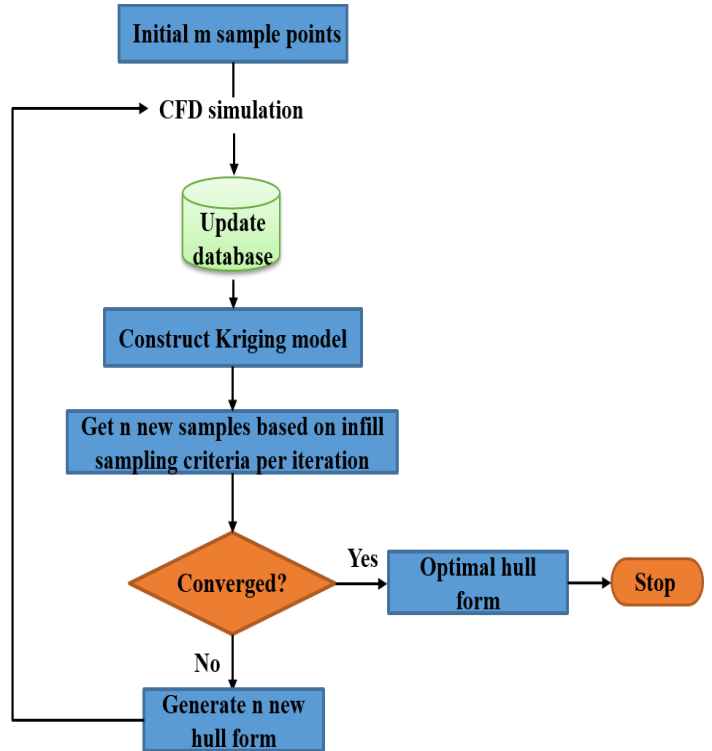 Initial m sample points
CFD simulation
Update
database
Construct Kriging model
Get n new samples based on infill
sampling criteria per iteration
Converged?
Yes
Optimal hull
form
Stop
No
Generate n new
hull form